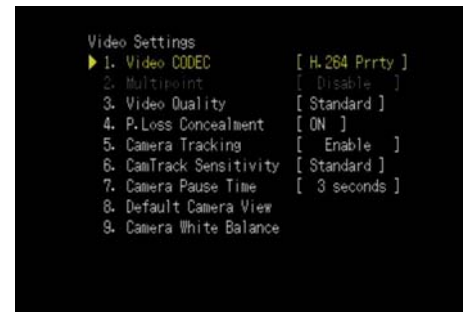 Video Settings
1. Video CODEC [ H.264 Prrty ]
2. Multipoint [ Disable ]
3. Video Quality [ Standard ]
4. P.Loss Concealment [ ON ]
5. Camera Tracking [ Enable ]
6. CamTrack Sensitivity [ Standard ]
7. Camera Pause Time [ 3 seconds ]
8. Default Camera View
9. Camera White Balance